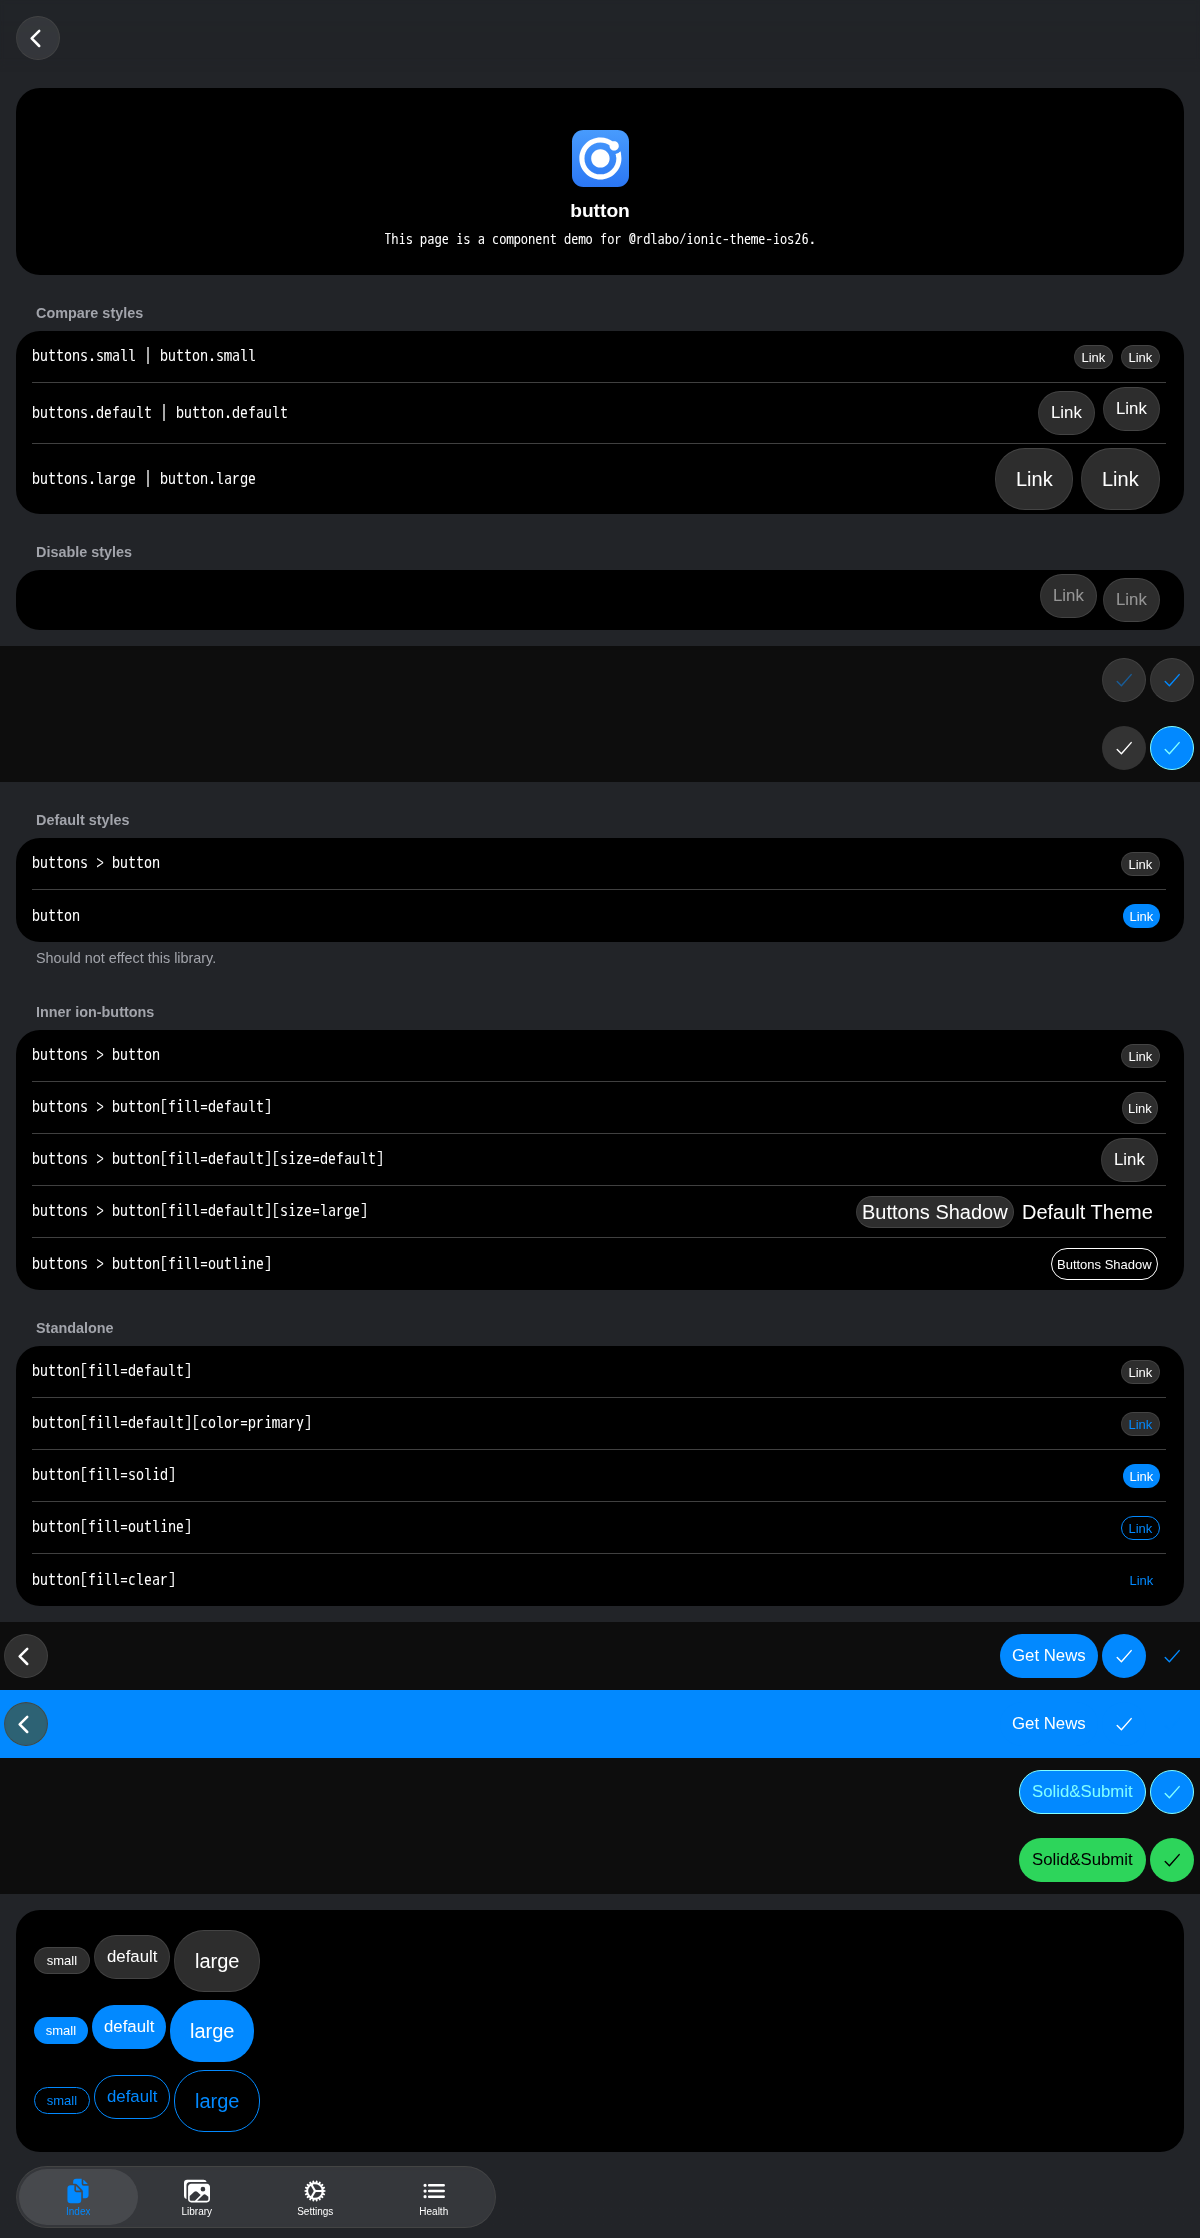 button
This page is a component demo for @rdlabo/ionic-theme-ios26.
Compare styles
buttons.small | button.small Link Link
buttons.default | button.default Link Link
buttons.large | button.large Link Link
Disable styles
Link Link
Default styles
buttons > button Link
button Link
Should not effect this library.
Inner ion-buttons
buttons > button Link
buttons > button[fill=default] Link
buttons > button[fill=default][size=default] Link
buttons > button[fill=default][size=large] Buttons Shadow Default Theme
buttons > button[fill=outline] Buttons Shadow
Standalone
button[fill=default] Link
button[fill=default][color=primary] Link
button[fill=solid] Link
button[fill=outline] Link
button[fill=clear] Link
Get News
Get News
Solid&Submit
Solid&Submit
small default large
small default large
small default large
Index Library Settings Health